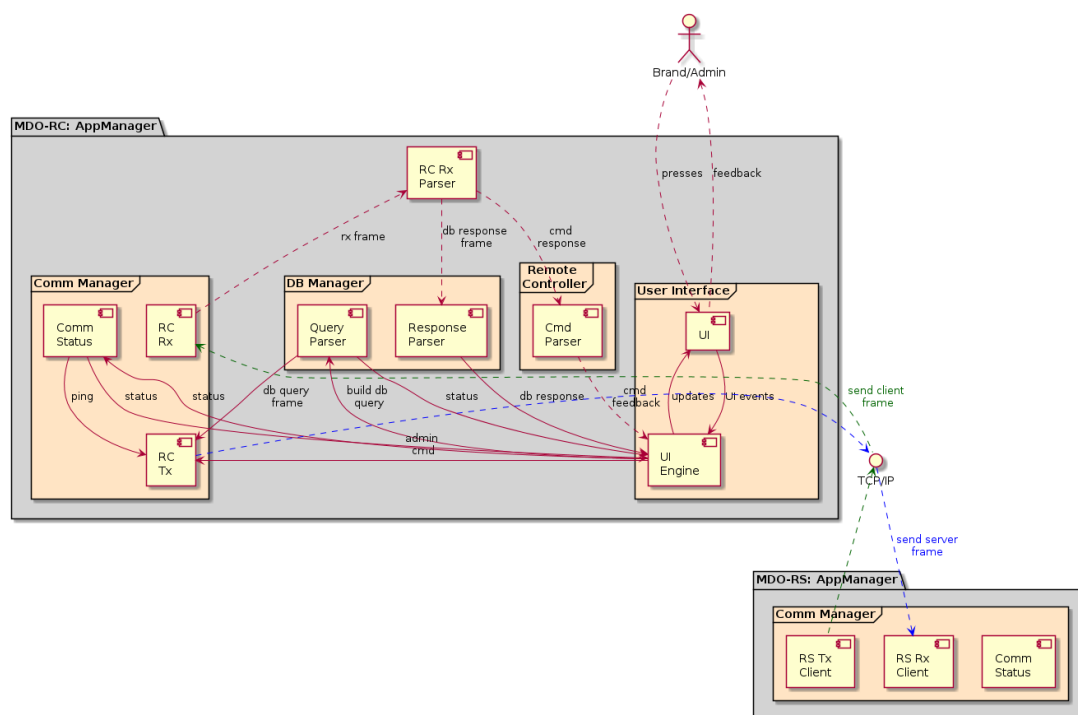 Brand/Admin
MDO-RC: AppManager
RC Rx
Parser
presses
feedback
rx frame
db response
frame
cmd
response
Comm Manager
DB Manager
Remote
Controller
User Interface
Comm
Status
RC
Rx
Query
Parser
Response
Parser
Cmd
Parser
UI
ping
status
status
db query
frame
build db
query
status
db response
cmd
feedback
updates
UI events
send client
frame
admin
cmd
RC
Tx
UI
Engine
TCP/IP
send server
frame
MDO-RS: AppManager
Comm Manager
RS Tx
Client
RS Rx
Client
Comm
Status